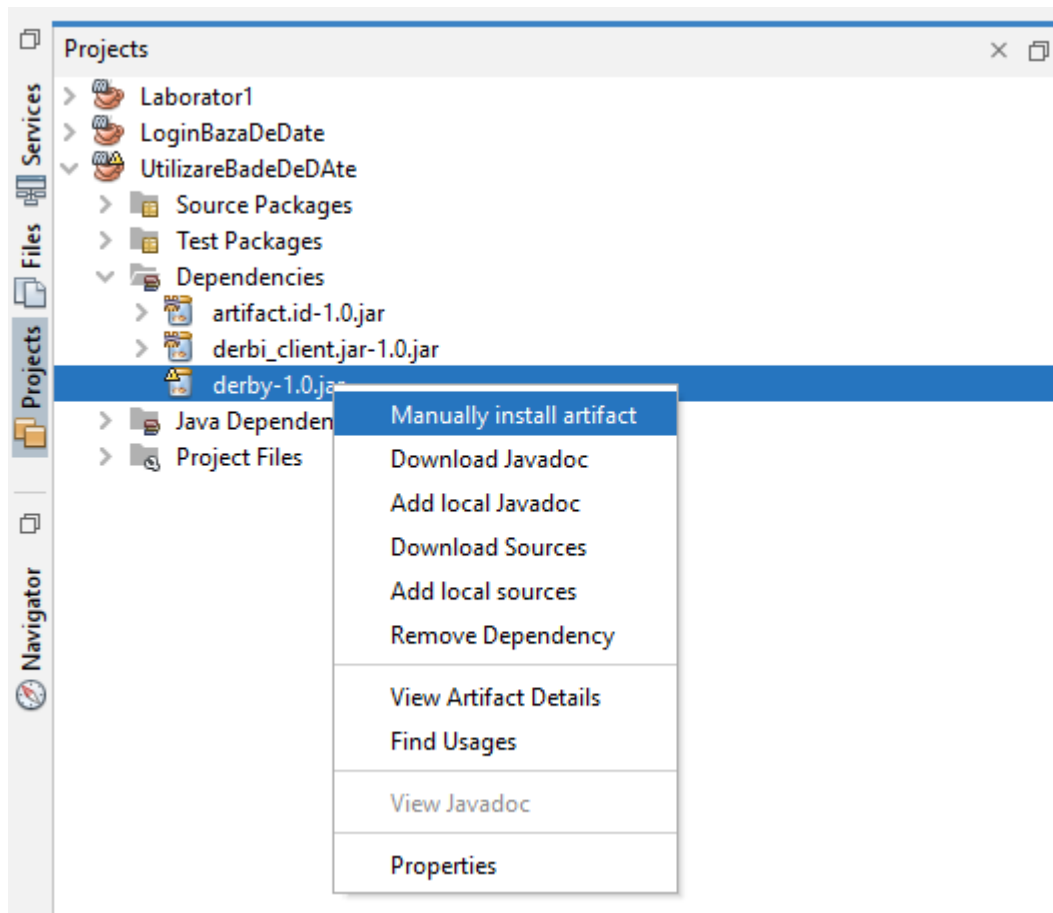 Projects
Services
Files
Projects
Navigator
Laborator1
LoginBazaDeDate
UtilizareBadeDeDAte
Source Packages
Test Packages
Dependencies
artifact.id-1.0.jar
derbi_client.jar-1.0.jar
derby-1.0.jar
Java Dependen
Project Files
Manually install artifact
Download Javadoc
Add local Javadoc
Download Sources
Add local sources
Remove Dependency
View Artifact Details
Find Usages
View Javadoc
Properties